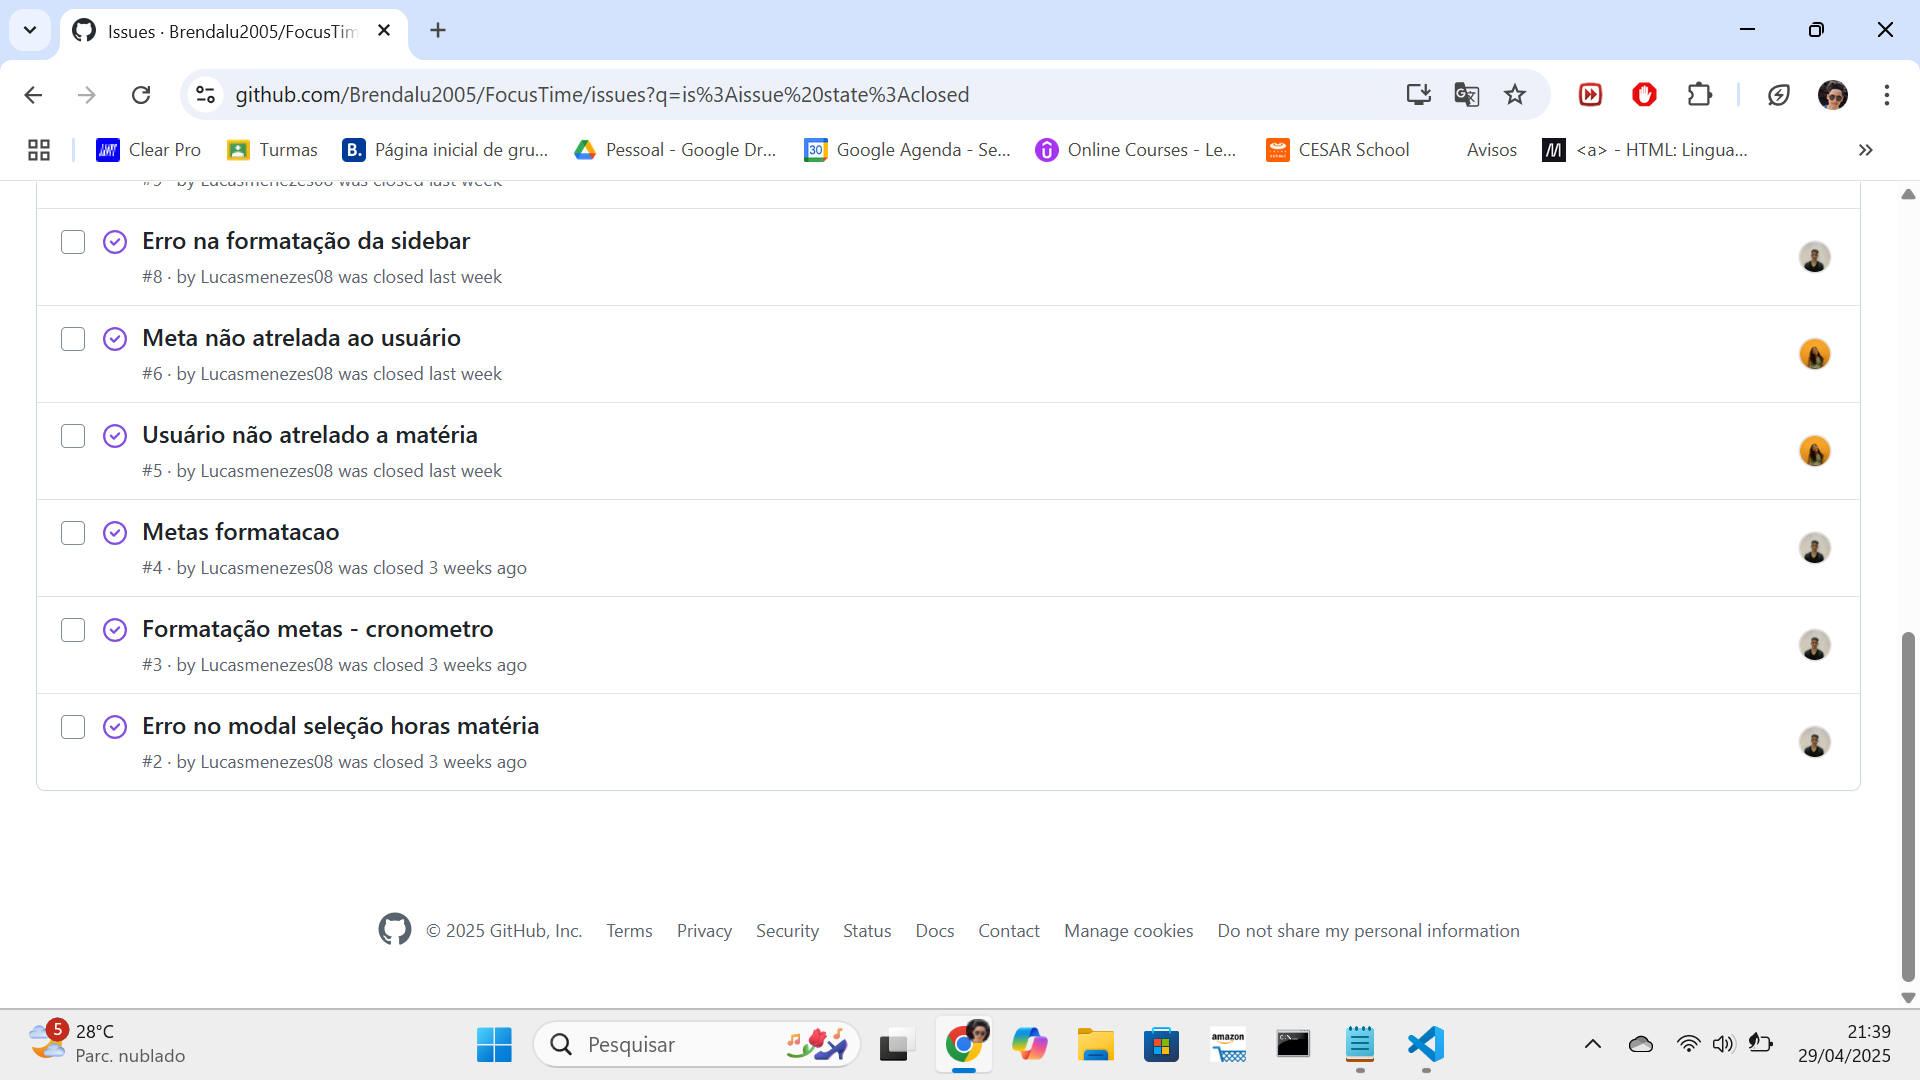 Issues · Brendalu2005/FocusTim
github.com/Brendalu2005/FocusTime/issues?q=is%3Aissue%20state%3Aclosed
Clear Pro
Turmas
B.
Página inicial de gru...
Pessoal - Google Dr...
30
Google Agenda - Se...
Online Courses - Le...
CESAR School
Avisos
<a> - HTML: Lingua...
#9 · by Lucasmenezes08 was closed last week
Erro na formatação da sidebar
#8 · by Lucasmenezes08 was closed last week
Meta não atrelada ao usuário
#6 · by Lucasmenezes08 was closed last week
Usuário não atrelado a matéria
#5 · by Lucasmenezes08 was closed last week
Metas formatacao
#4 · by Lucasmenezes08 was closed 3 weeks ago
Formatação metas - cronometro
#3 · by Lucasmenezes08 was closed 3 weeks ago
Erro no modal seleção horas matéria
#2 · by Lucasmenezes08 was closed 3 weeks ago
© 2025 GitHub, Inc.
Terms
Privacy
Security
Status
Docs
Contact
Manage cookies
Do not share my personal information
5
28°C
Parc. nublado
Pesquisar
amazon
21:39
29/04/2025